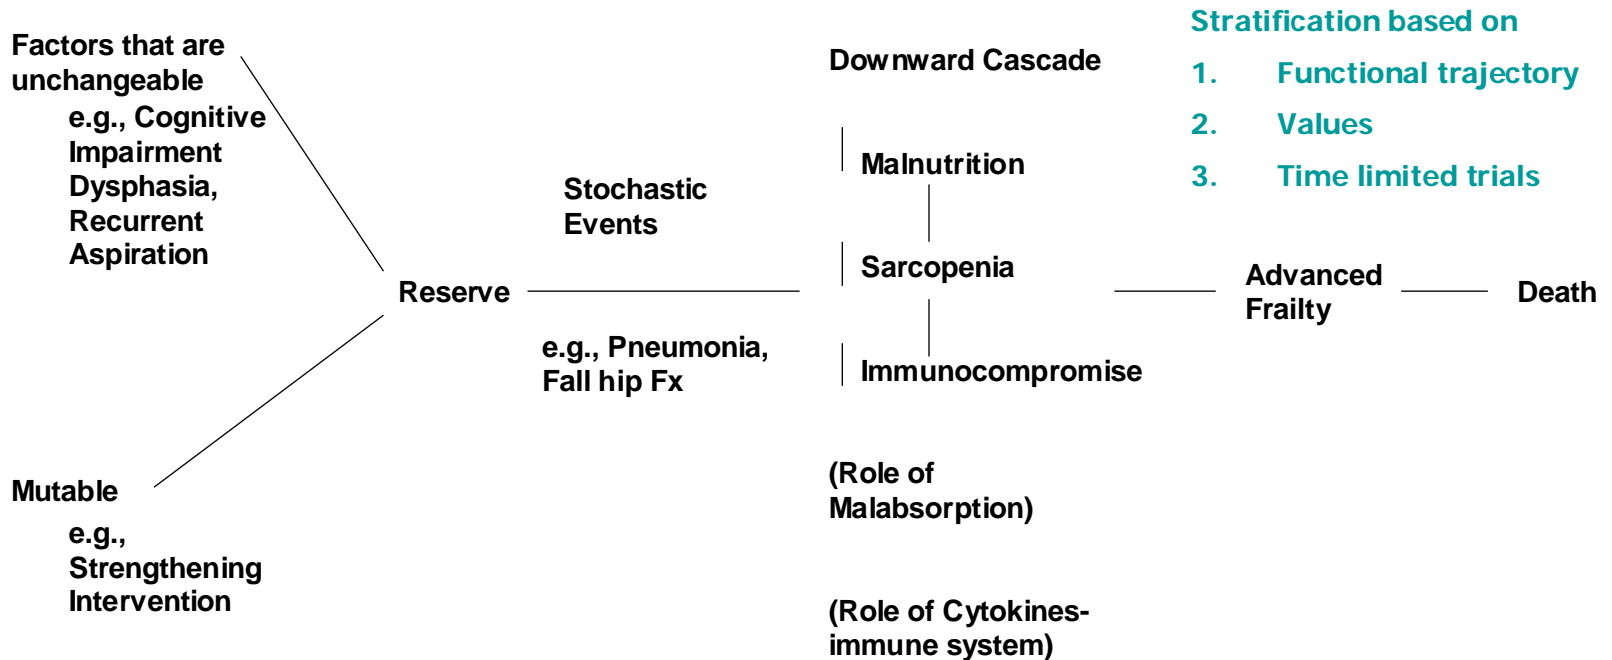 Factors that are
unchangeable
e.g., Cognitive
Impairment
Dysphasia,
Recurrent
Aspiration
Mutable
e.g.,
Strengthening
Intervention
Reserve
Stochastic
Events
e.g., Pneumonia,
Fall hip Fx
Downward Cascade
Malnutrition
Sarcopenia
Immunocompromise
(Role of
Malabsorption)
(Role of Cytokines-
immune system)
Stratification based on
1. Functional trajectory
2. Values
3. Time limited trials
Advanced
Frailty
Death